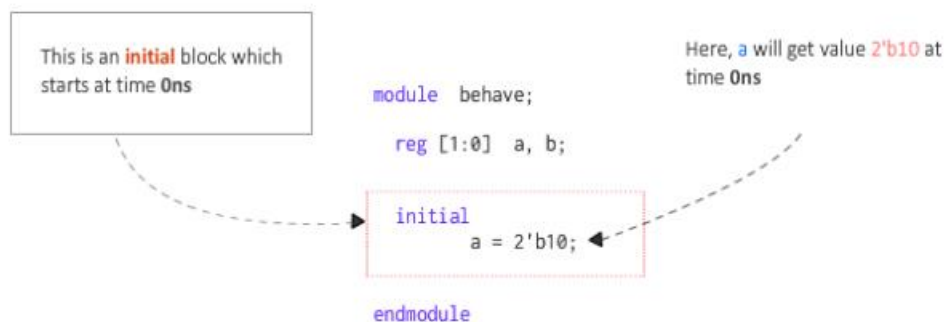 This is an initial block which
starts at time 0ns
Here, a will get value 2'b10 at
time 0ns
module behave;
reg [1:0] a, b;
initial
a = 2'b10;
endmodule